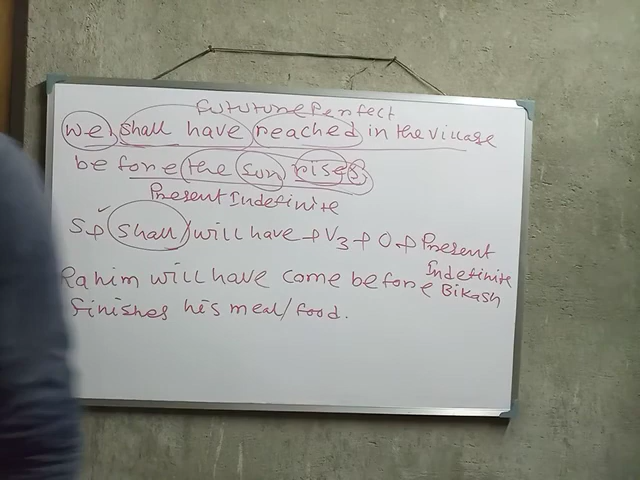 Fututure Perfect
We shall have reached in the village
before the sun rises
Present Indefinite
S+ shall/will have + V3 + O + Present
Indefinite
Rahim will have come before Bikash
finishes his meal/food.